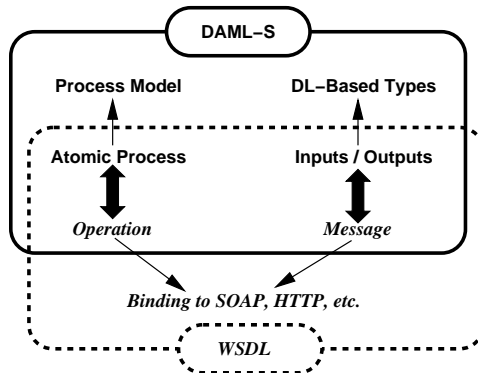 DAML–S
Process Model
DL–Based Types
Atomic Process
Inputs / Outputs
Operation
Message
Binding to SOAP, HTTP, etc.
WSDL